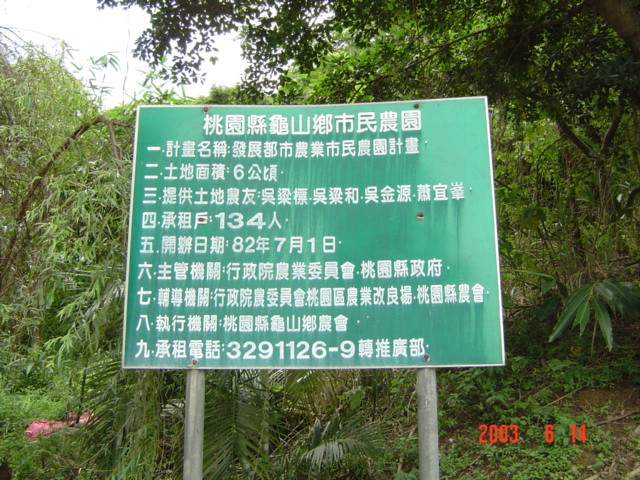 桃園縣龜山鄉市民農園
一.計畫名稱:發展都市農業市民農園計畫
二.土地面積:6公頃
三.提供土地農友:吳梁標.吳梁和.吳金源.蕭宜峯
四.承租戶:134人
五.開辦日期:82年7月1日
六.主管機關:行政院農業委員會.桃園縣政府.
七.輔導機關:行政院農委員會桃園區農業改良場.桃園縣農會
八.執行機關:桃園縣龜山鄉農會
九.承租電話:3291126-9轉推廣部.
2003 6 14